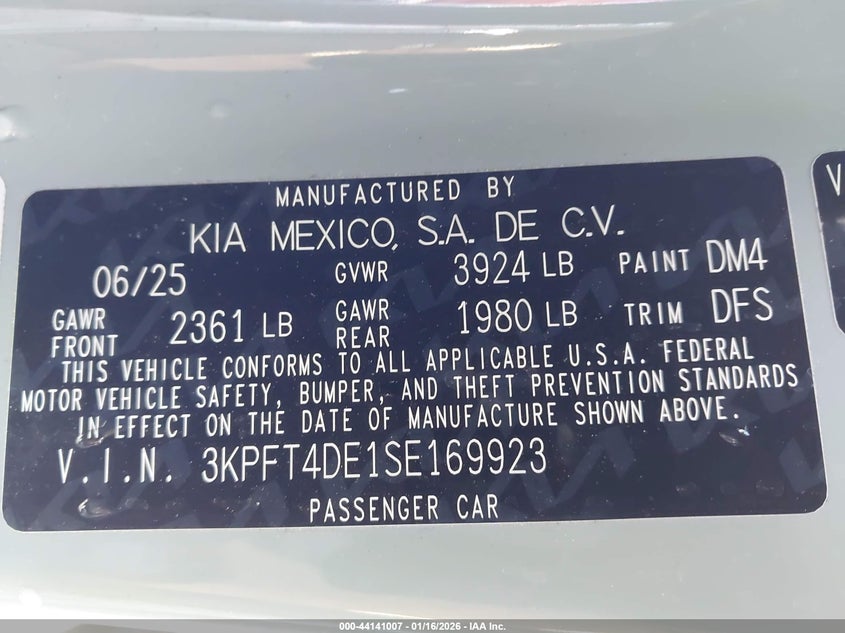 MANUFACTURED BY
KIA MEXICO, S.A. DE C.V.
06/25 GVWR 3924 LB PAINT DM4
GAWR FRONT 2361 LB GAWR REAR 1980 LB TRIM DFS
THIS VEHICLE CONFORMS TO ALL APPLICABLE U.S.A. FEDERAL
MOTOR VEHICLE SAFETY, BUMPER, AND THEFT PREVENTION STANDARDS
IN EFFECT ON THE DATE OF MANUFACTURE SHOWN ABOVE.
V.I.N. 3KPFT4DE1SE169923
PASSENGER CAR
V
000-44141007 - 01/16/2026 - IAA Inc.